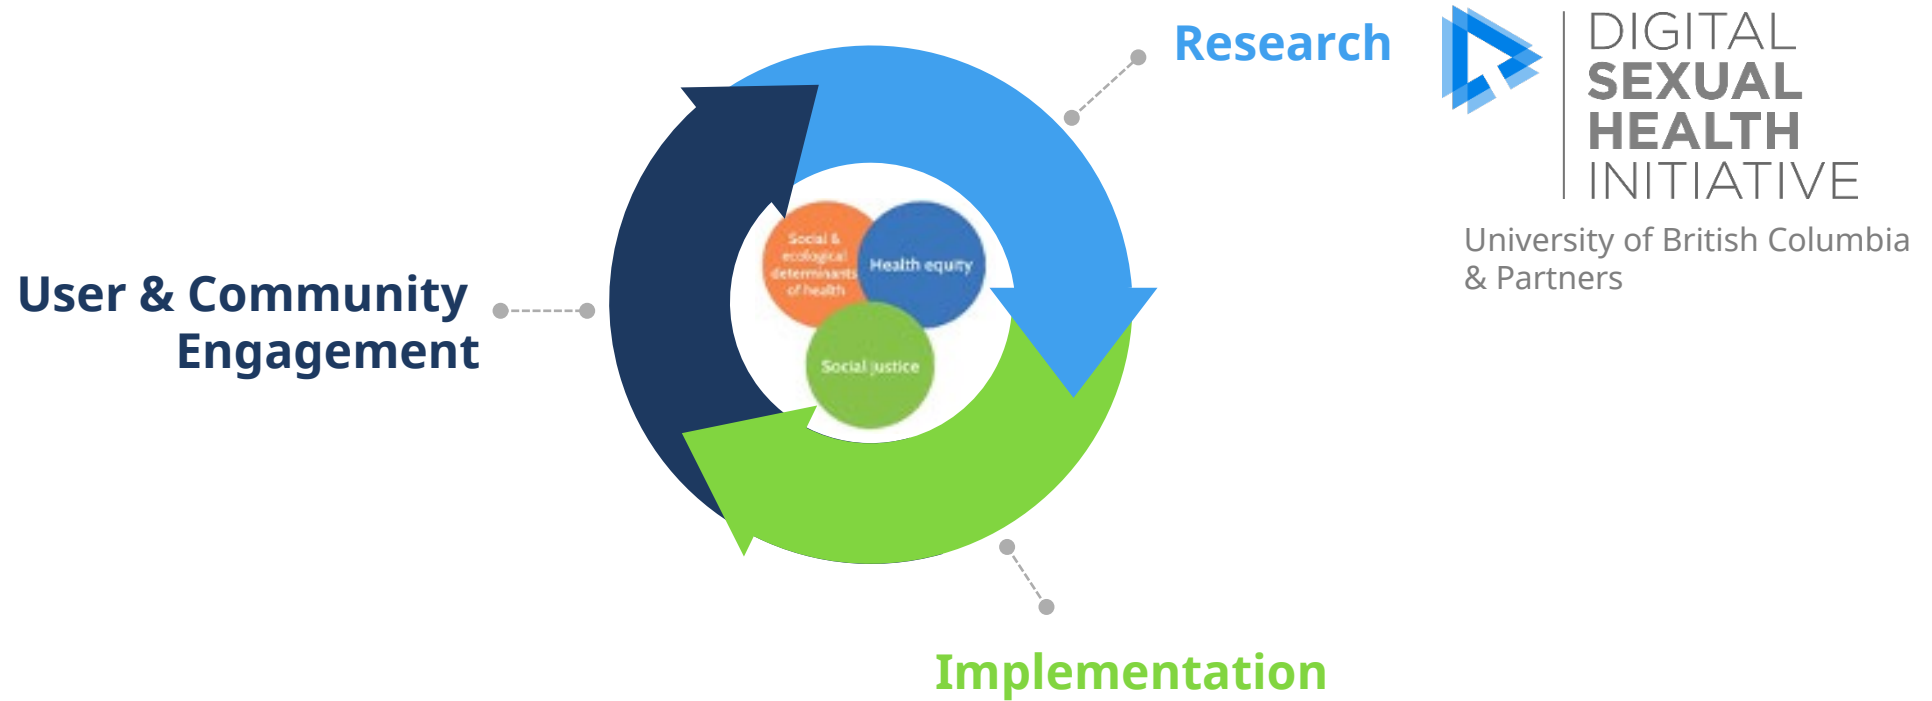 Research
DIGITAL
SEXUAL
HEALTH
INITIATIVE
University of British Columbia
& Partners
User & Community
Engagement
Social &
ecological
determinants
of health
Health equity
Social justice
Implementation